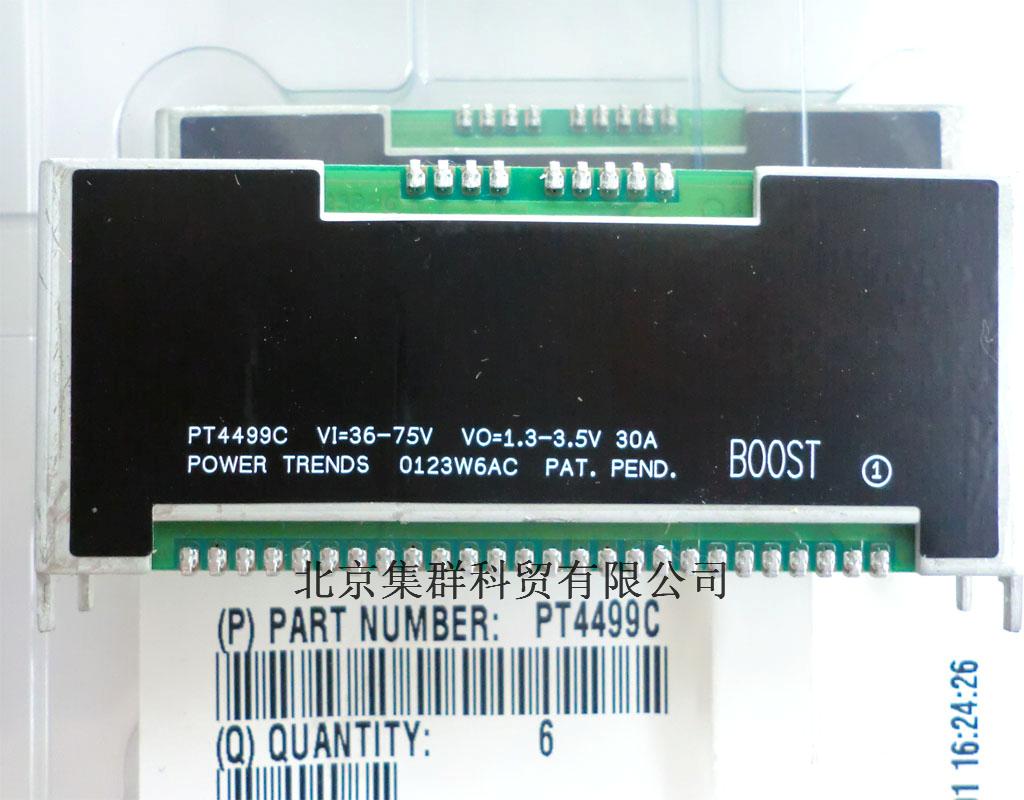 PT4499C VI=36-75V VO=1.3-3.5V 30A
POWER TRENDS 0123W6AC PAT. PEND.
BOOST 1
北京集群科贸有限公司
(P) PART NUMBER: PT4499C
(Q) QUANTITY: 6
16:24:26